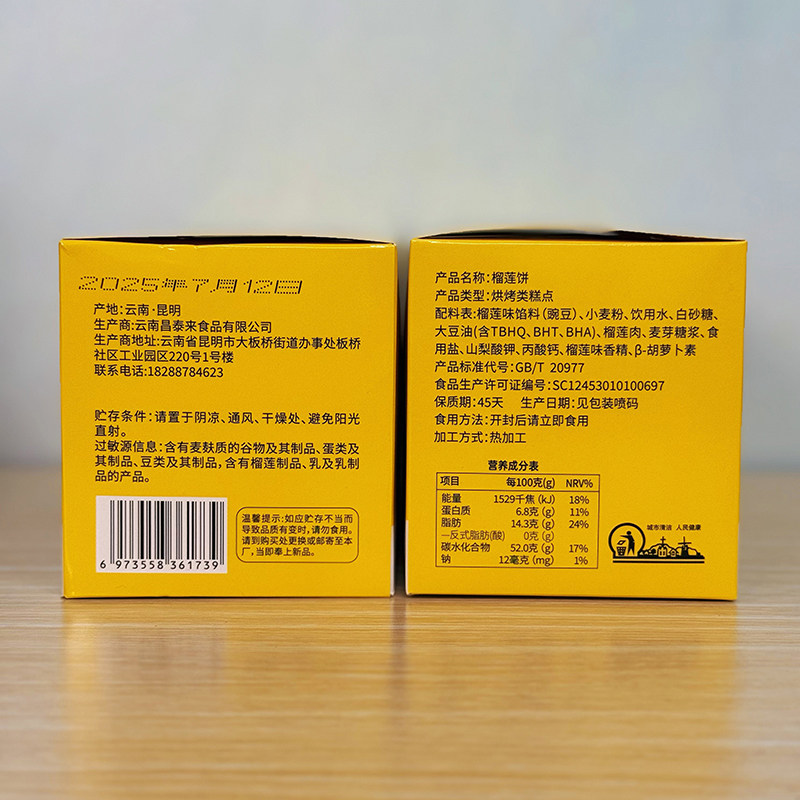 2025年7月12日
产地:云南·昆明
生产商:云南昌泰来食品有限公司
生产商地址:云南省昆明市大板桥街道办事处板桥
社区工业园区220号1号楼
联系电话:18288784623
贮存条件:请置于阴凉、通风、干燥处、避免阳光
直射。
过敏源信息:含有麦麸质的谷物及其制品、蛋类及
其制品、豆类及其制品,含有榴莲制品、乳及乳制品
的产品。
6 973558 361739
温馨提示:如应贮存不当而
导致品质有变时,请勿食用。
请到购买处更换或邮寄至本
厂,当即奉上新品。
产品名称:榴莲饼
产品类型:烘烤类糕点
配料表:榴莲味馅料(豌豆)、小麦粉、饮用水、白砂糖、
大豆油(含TBHQ、BHT、BHA)、榴莲肉、麦芽糖浆、食
用盐、山梨酸钾、丙酸钙、榴莲味香精、β-胡萝卜素
产品标准代号:GB/T 20977
食品生产许可证编号:SC12453010100697
保质期:45天 生产日期:见包装喷码
食用方法:开封后请立即食用
加工方式:热加工
营养成分表
项目 每100克(g) NRV%
能量 1529千焦(kJ) 18%
蛋白质 6.8克(g) 11%
脂肪 14.3克(g) 24%
—反式脂肪(酸) 0克(g)
碳水化合物 52.0克(g) 17%
钠 12毫克(mg) 1%
城市清洁 人民健康